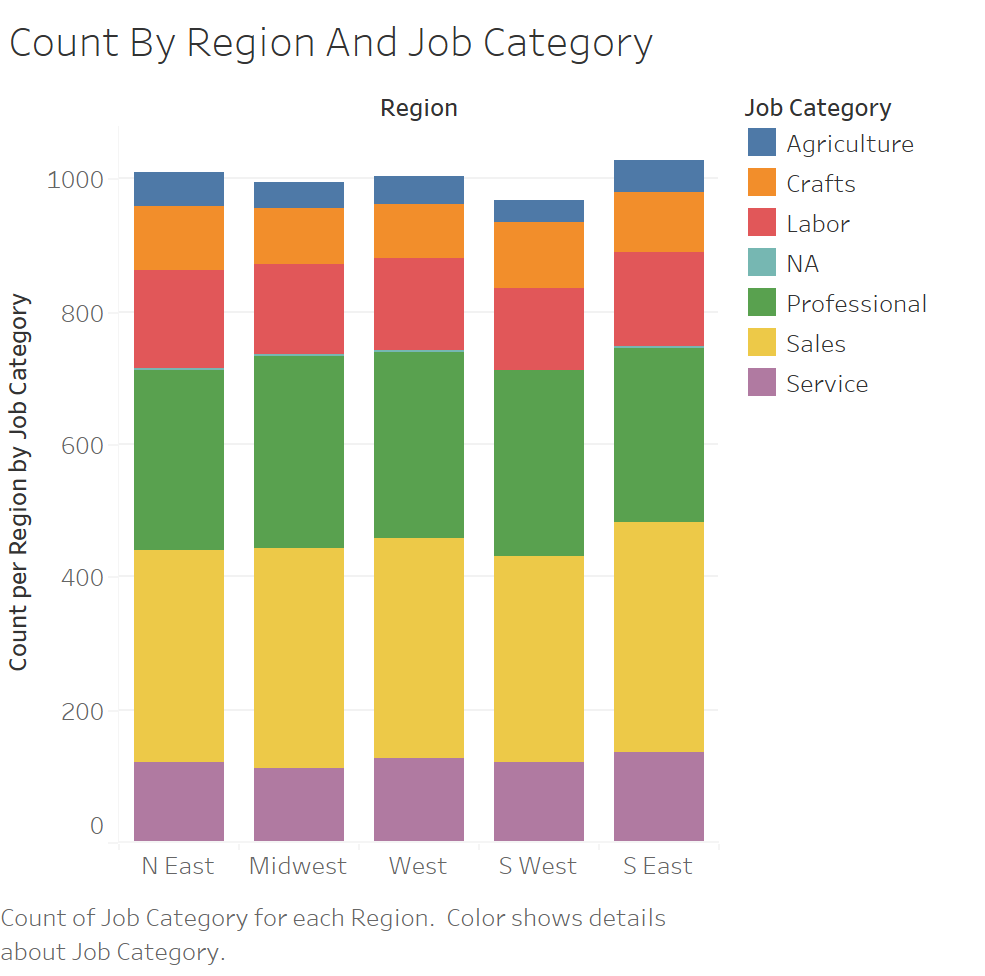 Count By Region And Job Category
Region
Job Category
Agriculture
Crafts
Labor
NA
Professional
Sales
Service
Count per Region by Job Category
1000
800
600
400
200
0
N East
Midwest
West
S West
S East
Count of Job Category for each Region.  Color shows details
about Job Category.